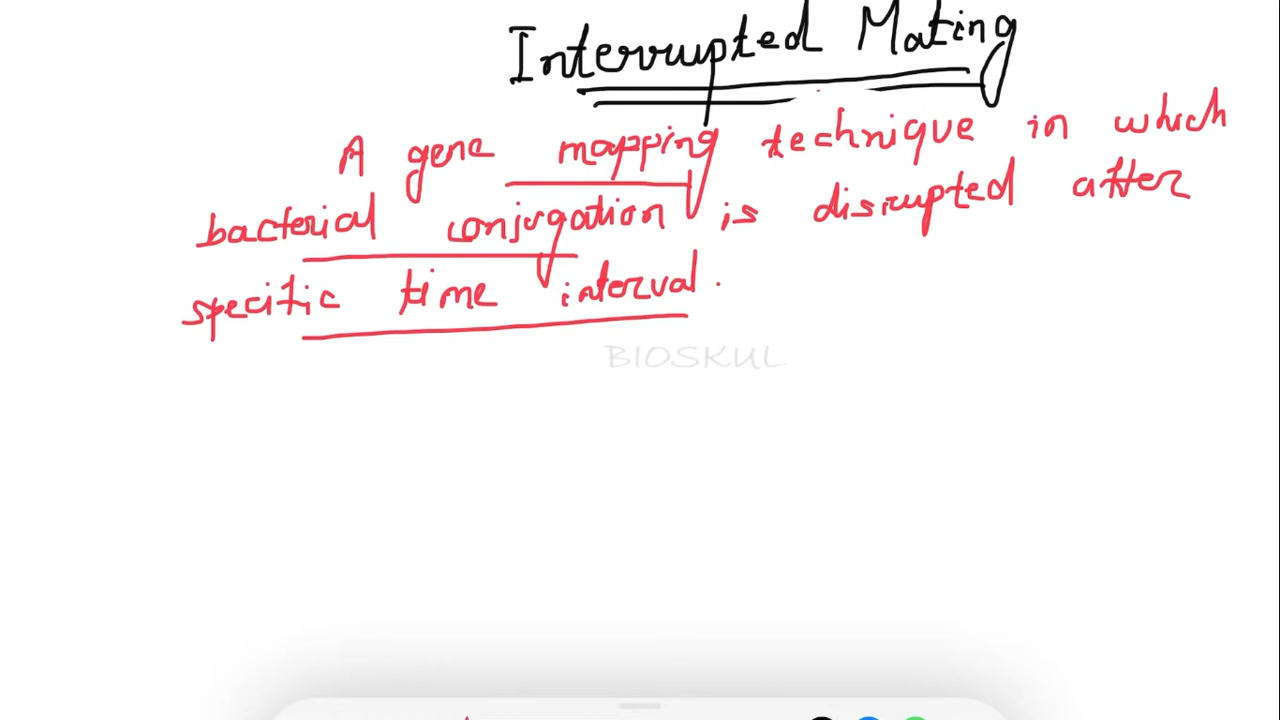 Interrupted Mating
A gene mapping technique in which
bacterial conjugation is disrupted after
specific time interval.
BIOSKUL